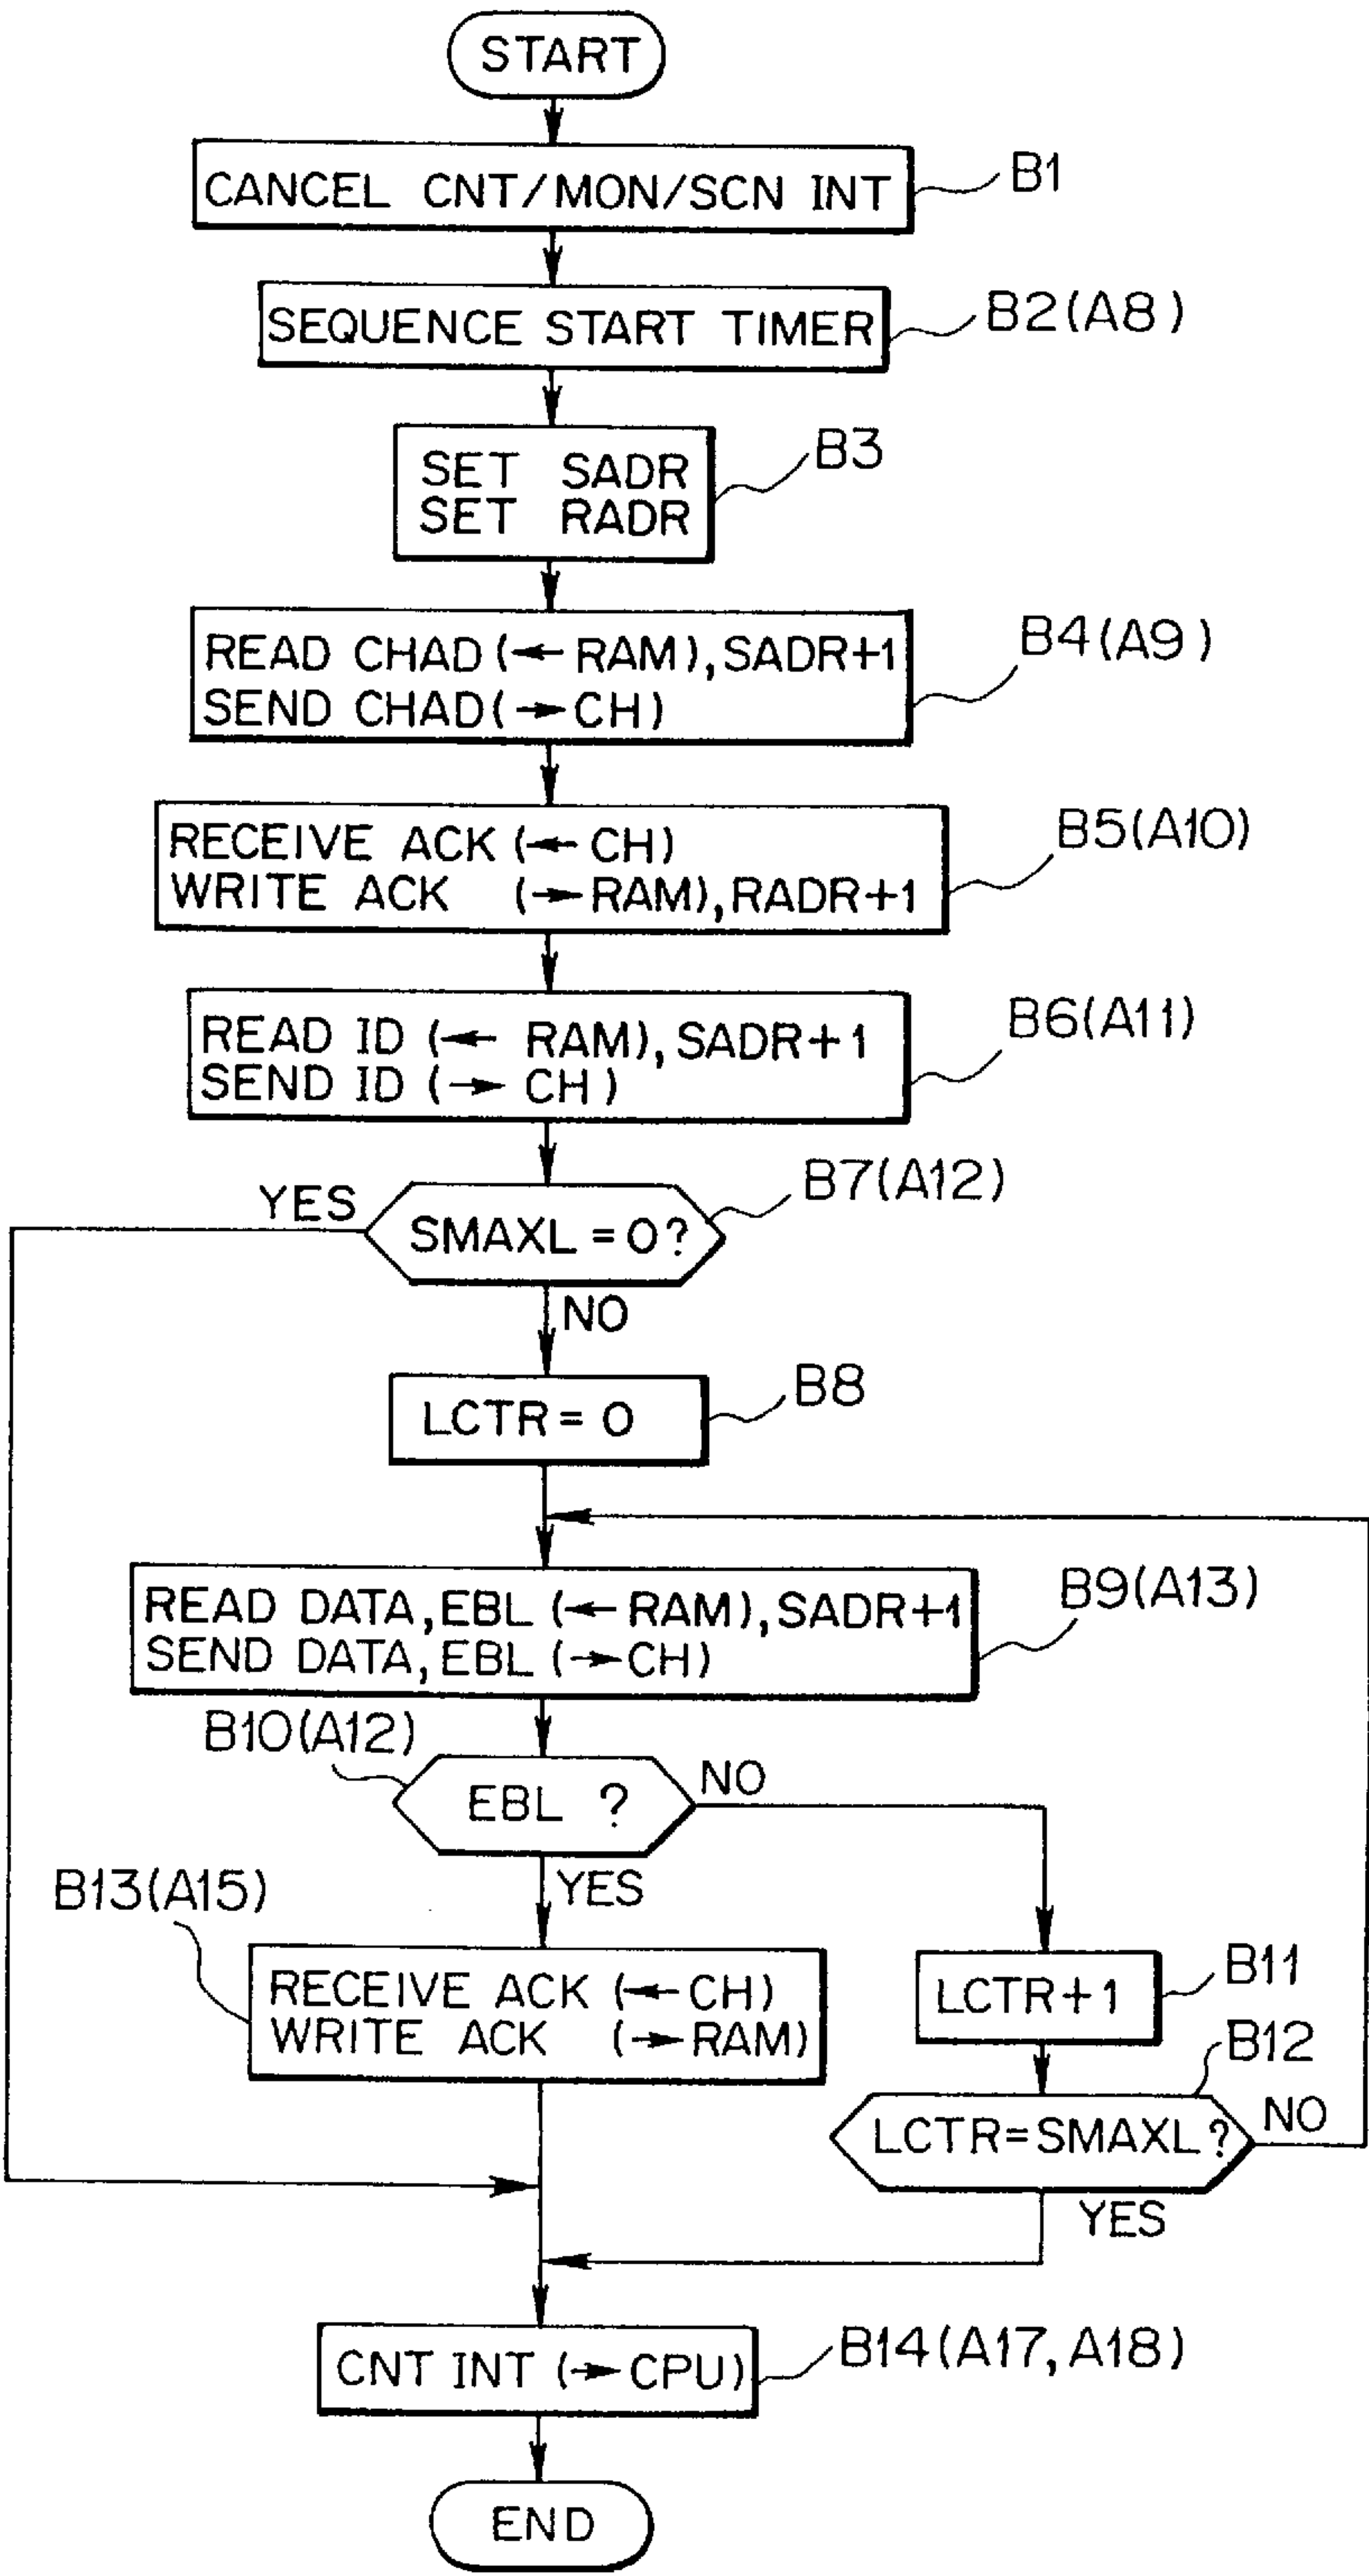 START
CANCEL CNT/MON/SCN INT
B1
SEQUENCE START TIMER
B2(A8)
SET SADR
SET RADR
B3
READ CHAD(← RAM),SADR+1
SEND CHAD(→ CH)
B4(A9)
RECEIVE ACK (← CH)
WRITE ACK (→ RAM),RADR+1
B5(A10)
READ ID (← RAM),SADR+1
SEND ID (→ CH)
B6(A11)
YES
SMAXL=0?
B7(A12)
NO
LCTR=0
B8
READ DATA,EBL (← RAM),SADR+1
SEND DATA,EBL (→ CH)
B9(A13)
B10(A12)
EBL ?
NO
YES
B13(A15)
RECEIVE ACK (← CH)
WRITE ACK (→ RAM)
LCTR+1
B11
B12
LCTR=SMAXL?
NO
YES
CNT INT (→ CPU)
B14(A17, A18)
END